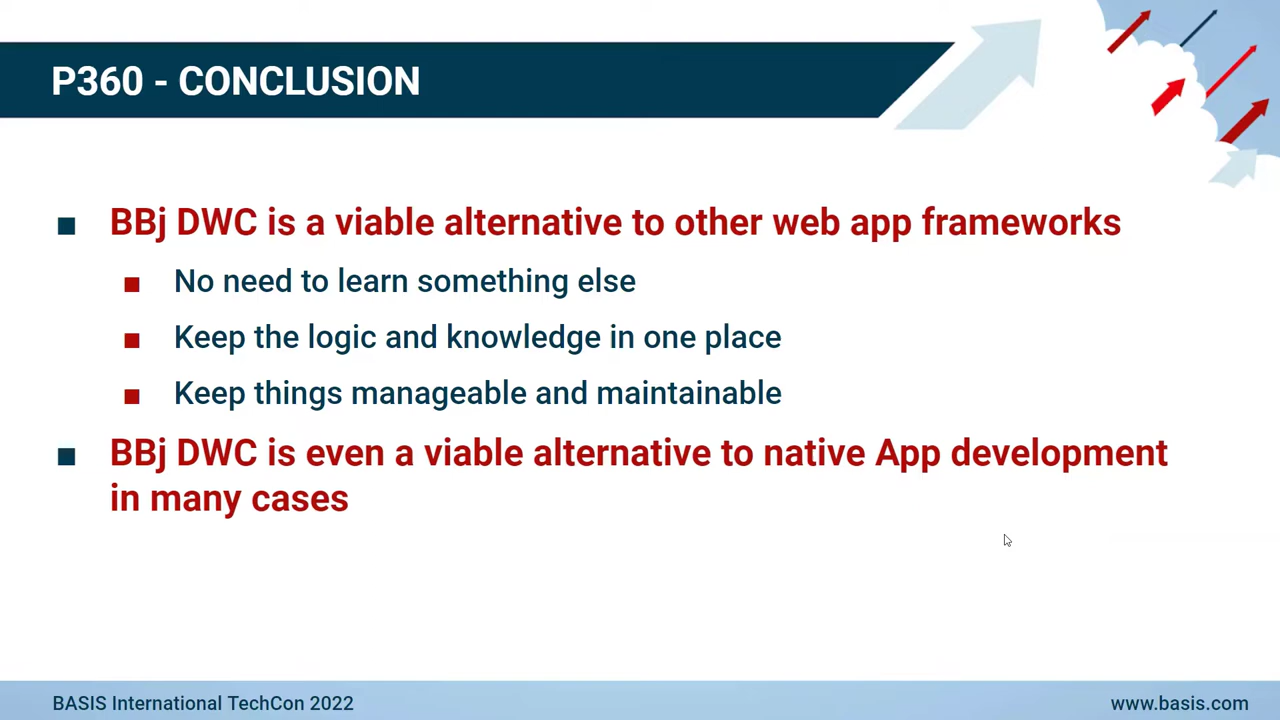 P360 - CONCLUSION
BBj DWC is a viable alternative to other web app frameworks
No need to learn something else
Keep the logic and knowledge in one place
Keep things manageable and maintainable
BBj DWC is even a viable alternative to native App development
in many cases
BASIS International TechCon 2022
www.basis.com